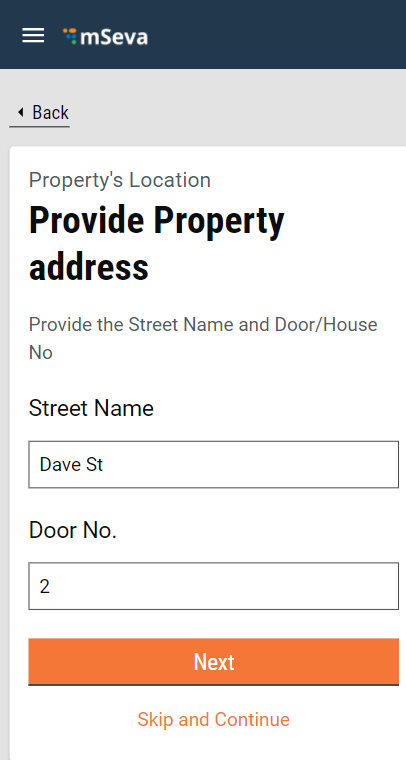 mSeva
Back
Property's Location
Provide Property
address
Provide the Street Name and Door/House
No
Street Name
Dave St
Door No.
2
Next
Skip and Continue